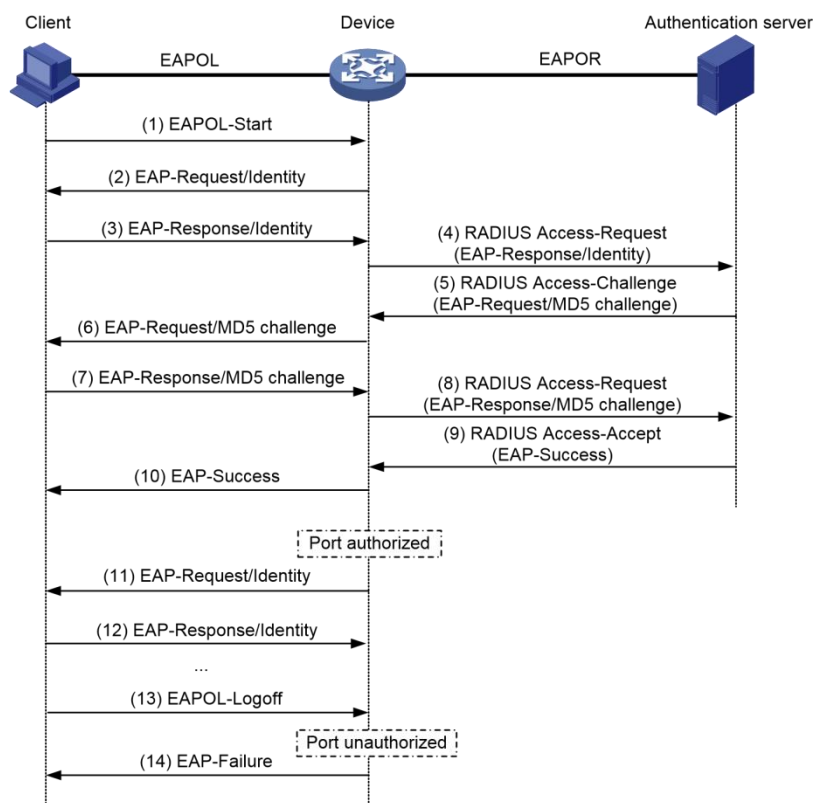 Client
Device
Authentication server
EAPOL
EAPOR
(1) EAPOL-Start
(2) EAP-Request/Identity
(3) EAP-Response/Identity
(4) RADIUS Access-Request
(EAP-Response/Identity)
(5) RADIUS Access-Challenge
(EAP-Request/MD5 challenge)
(6) EAP-Request/MD5 challenge
(7) EAP-Response/MD5 challenge
(8) RADIUS Access-Request
(EAP-Response/MD5 challenge)
(9) RADIUS Access-Accept
(EAP-Success)
(10) EAP-Success
Port authorized
(11) EAP-Request/Identity
(12) EAP-Response/Identity
...
(13) EAPOL-Logoff
Port unauthorized
(14) EAP-Failure